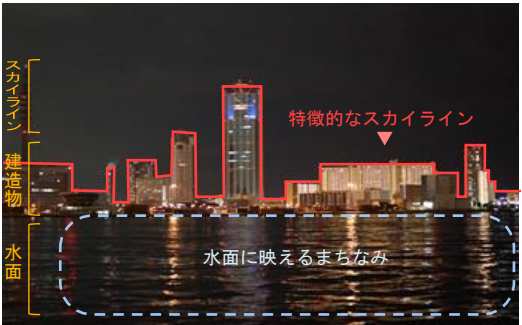 スカイライン
建造物
水面
特徴的なスカイライン
水面に映えるまちなみ